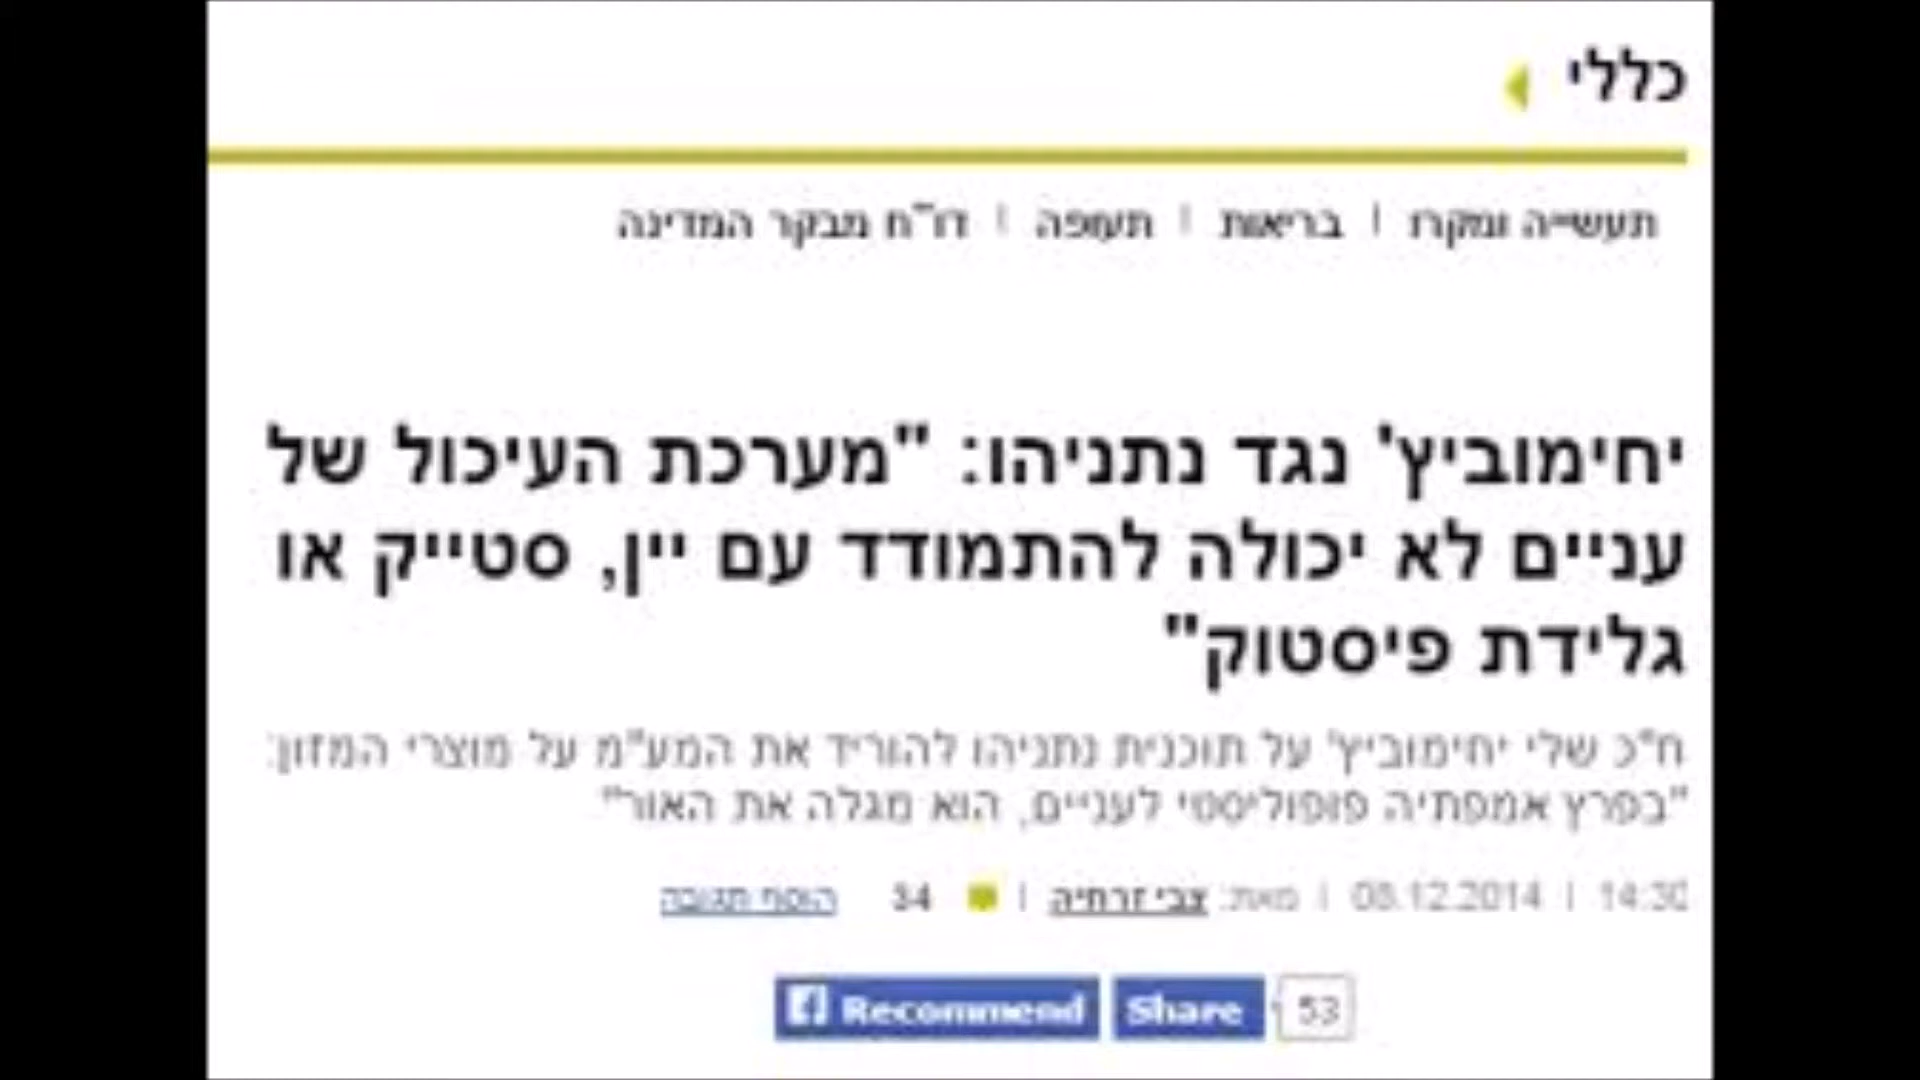 כללי
תעשייה ומקרו | בריאות | תעופה | דו"ח מבקר המדינה
יחימוביץ' נגד נתניהו: "מערכת העיכול של
עניים לא יכולה להתמודד עם יין, סטייק או
גלידת פיסטוק"
ח"כ שלי יחימוביץ' על תוכנית נתניהו להוריד את המע"מ על מוצרי המזון:
"בפרץ אמפתיה פופוליסטי לעניים, הוא מגלה את האור"
14:30 | 08.12.2014 | מאת: צבי זרחיה | 34 הוסף תגובה
Recommend Share 53